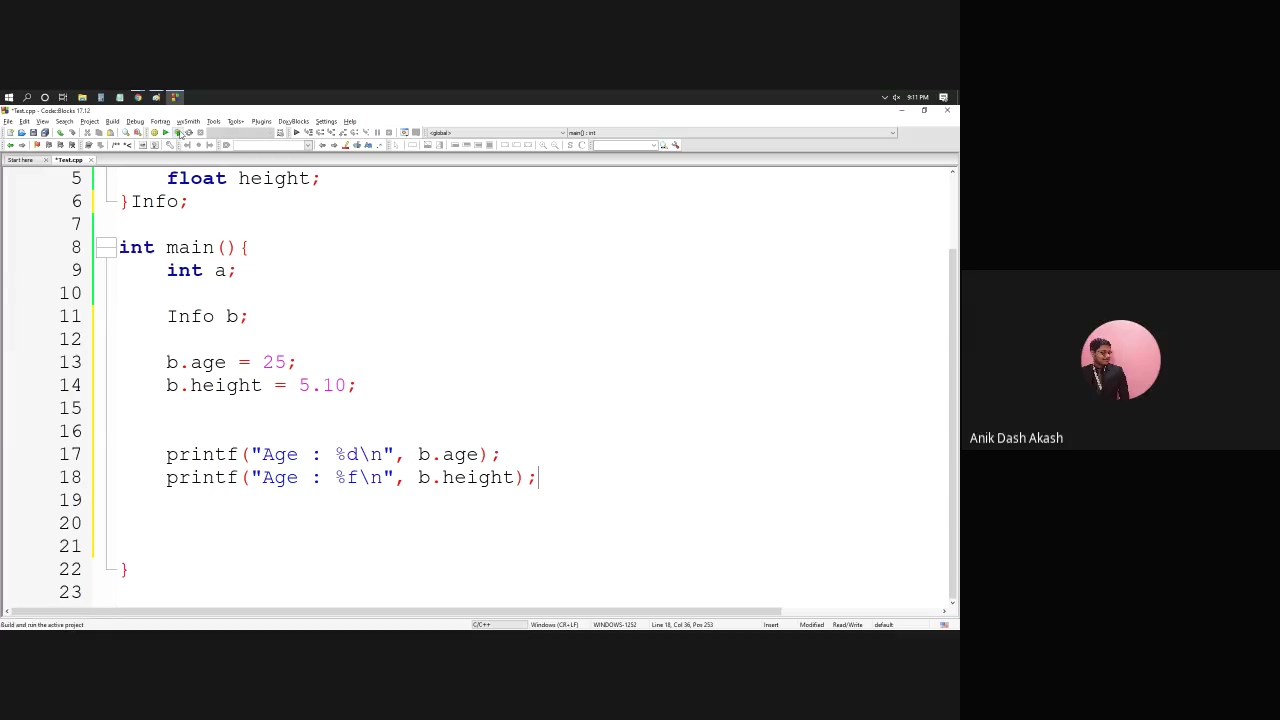 9:11 PM
*Test.cpp - Code::Blocks 17.12
File Edit View Search Project Build Debug Fortran wxSmith Tools Tools+ Plugins DoxyBlocks Settings Help
<global>
main() : int
Start here
*Test.cpp
5 float height;
6 }Info;
7
8 int main(){
9 int a;
10
11 Info b;
12
13 b.age = 25;
14 b.height = 5.10;
15
16
17 printf("Age : %d\n", b.age);
18 printf("Age : %f\n", b.height);
19
20
21
22 }
23
Build and run the active project
C/C++
Windows (CR+LF)
WINDOWS-1252
Line 18, Col 36, Pos 253
Insert
Modified
Read/Write
default
Anik Dash Akash